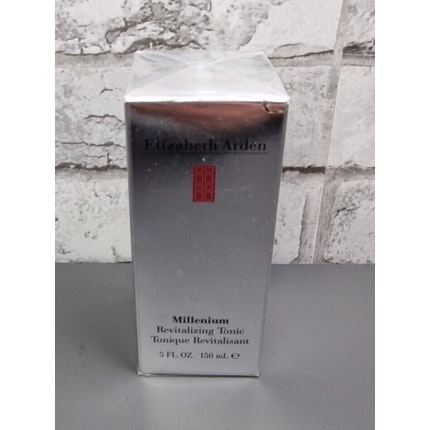 Elizabeth Arden
Millenium
Revitalizing Tonic
Tonique Revitalisant
5 FL.OZ. 150 mL ℮